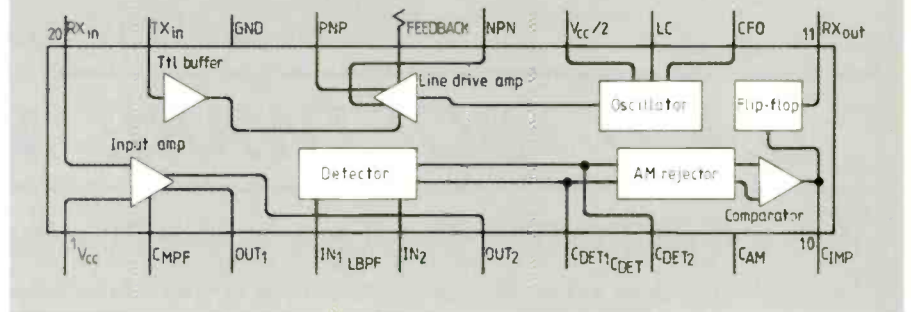 20 RXin TXin GND PNP FEEDBACK NPN Vcc/2 LC CFO 11 RXout
Ttl buffer
Line drive amp
Oscillator
Flip-flop
Input amp
Detector
AM rejector
Comparator
1 Vcc CMPF OUT1 IN1 LBPF IN2 OUT2 CDET1 CDET CDET2 CAM 10 CIMP